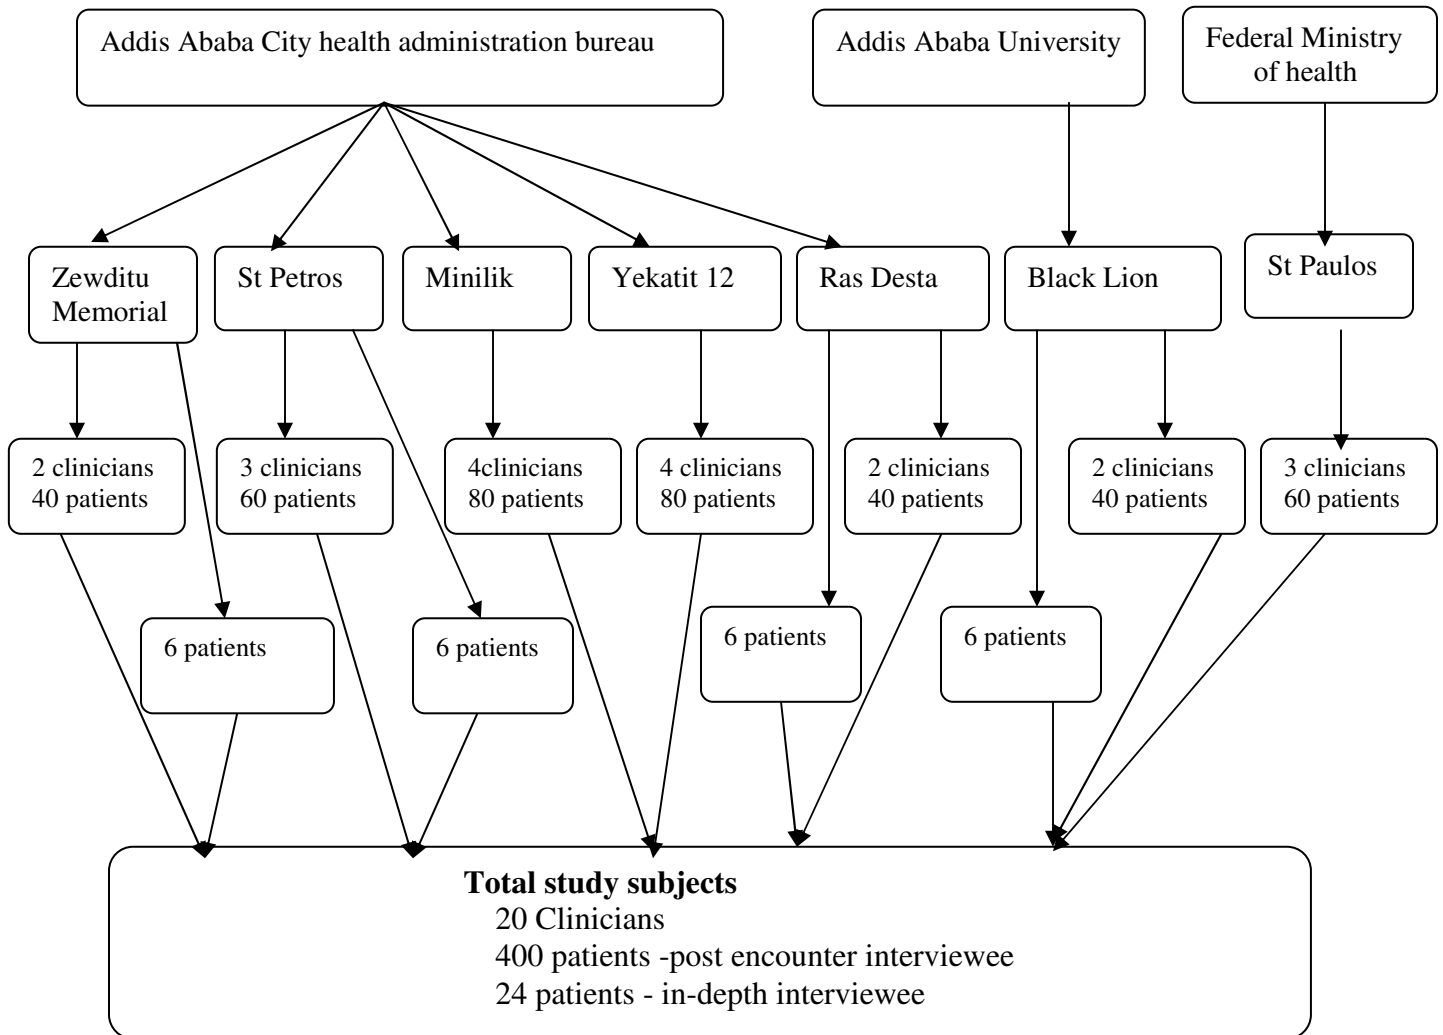 Addis Ababa City health administration bureau
Addis Ababa University
Federal Ministry
of health
Zewditu
Memorial
St Petros
Minilik
Yekatit 12
Ras Desta
Black Lion
St Paulos
2 clinicians
40 patients
3 clinicians
60 patients
4clinicians
80 patients
4 clinicians
80 patients
2 clinicians
40 patients
2 clinicians
40 patients
3 clinicians
60 patients
6 patients
6 patients
6 patients
6 patients
Total study subjects
20 Clinicians
400 patients -post encounter interviewee
24 patients - in-depth interviewee